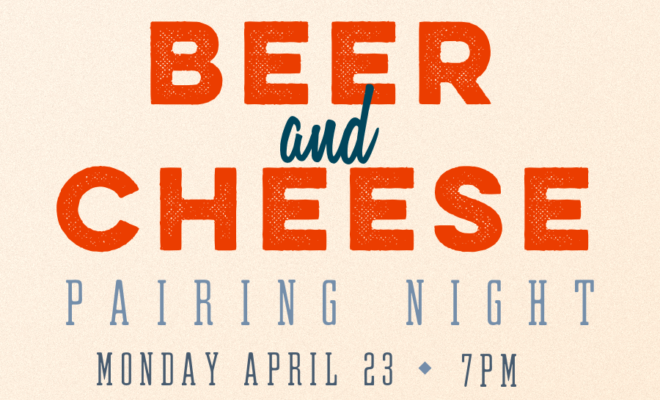 BEER
and
CHEESE
PAIRING NIGHT
MONDAY APRIL 23 ◆ 7PM